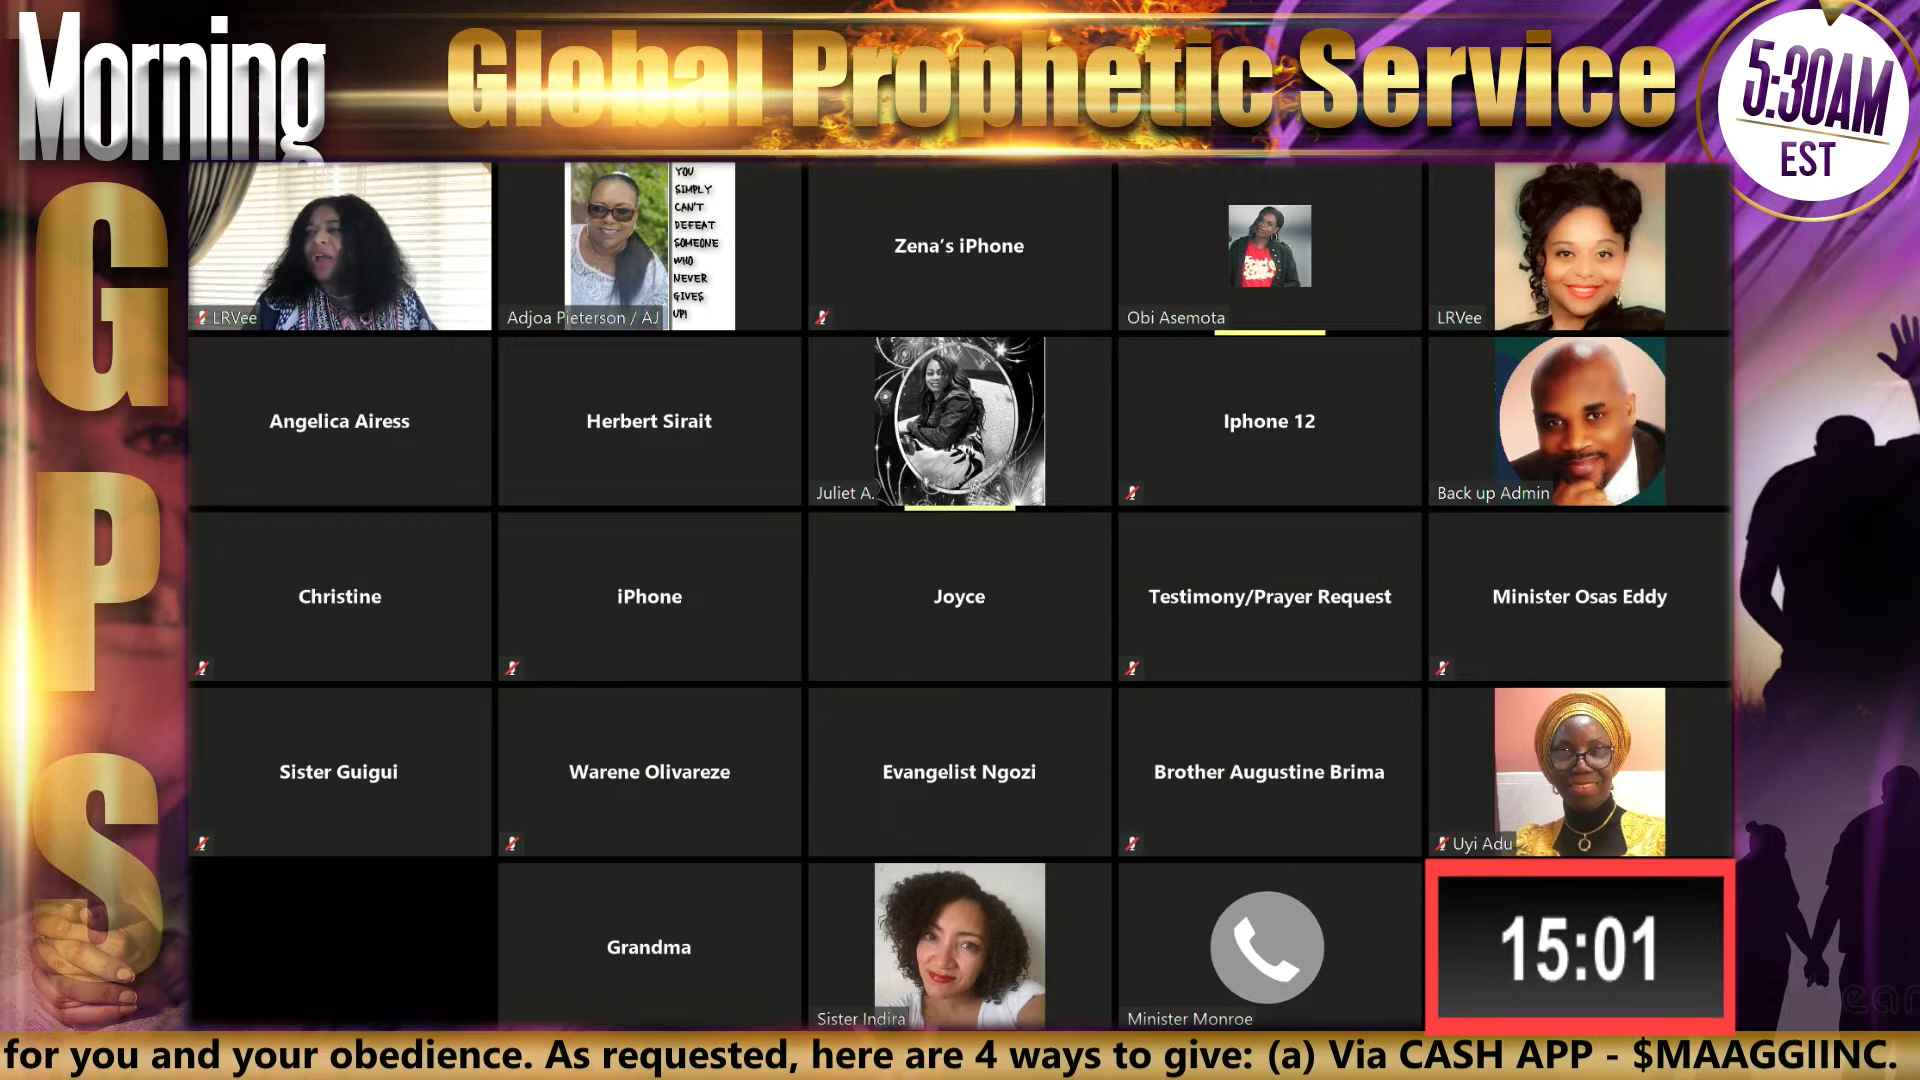 Morning
Global Prophetic Service
5:30AM
EST
G
P
S
LRVee
Adjoa Pieterson / AJ
YOU
SIMPLY
CAN'T
DEFEAT
SOMEONE
WHO
NEVER
GIVES
UP!
Zena’s iPhone
Obi Asemota
LRVee
Angelica Airess
Herbert Sirait
Juliet A.
Iphone 12
Back up Admin
Christine
iPhone
Joyce
Testimony/Prayer Request
Minister Osas Eddy
Sister Guigui
Warene Olivareze
Evangelist Ngozi
Brother Augustine Brima
Uyi Adu
Grandma
Sister Indira
Minister Monroe
15:01
for you and your obedience. As requested, here are 4 ways to give: (a) Via CASH APP - $MAAGGIINC.